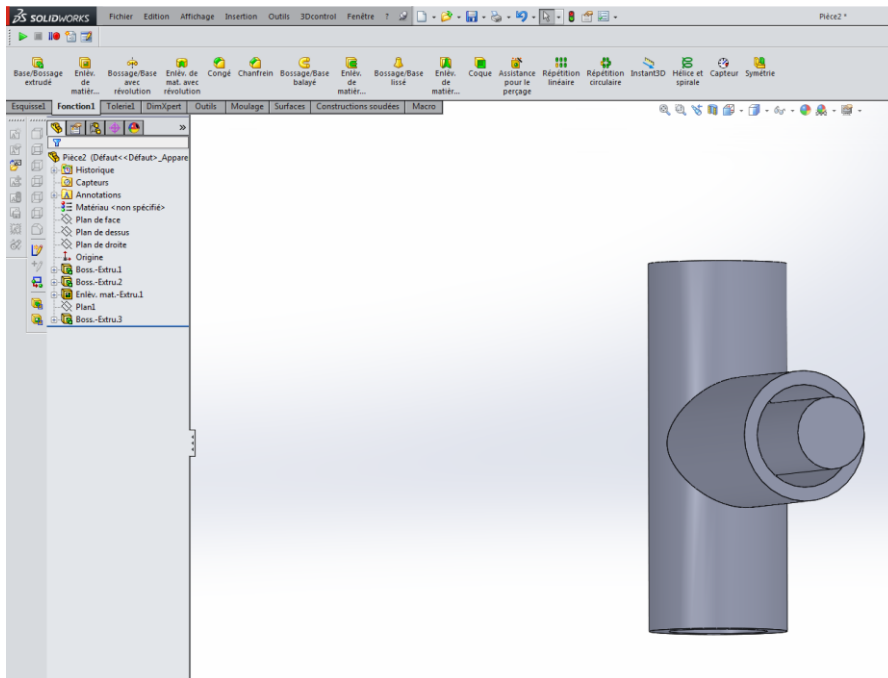 SOLIDWORKS Fichier Edition Affichage Insertion Outils 3Dcontrol Fenêtre ? Pièce2 *
Base/Bossage extrudé
Enlèv. de matièr...
Bossage/Base avec révolution
Enlèv. de mat. avec révolution
Congé
Chanfrein
Bossage/Base balayé
Enlèv. de matièr...
Bossage/Base lissé
Enlèv. de matièr...
Coque
Assistance pour le perçage
Répétition linéaire
Répétition circulaire
Instant3D
Hélice et spirale
Capteur
Symétrie
Esquisse1 Fonction1 Tolerie1 DimXpert Outils Moulage Surfaces Constructions soudées Macro
»
Pièce2 (Défaut<<Défaut>_Appare
Historique
Capteurs
Annotations
Matériau <non spécifié>
Plan de face
Plan de dessus
Plan de droite
Origine
Boss.-Extru.1
Boss.-Extru.2
Enlèv. mat.-Extru.1
Plan1
Boss.-Extru.3